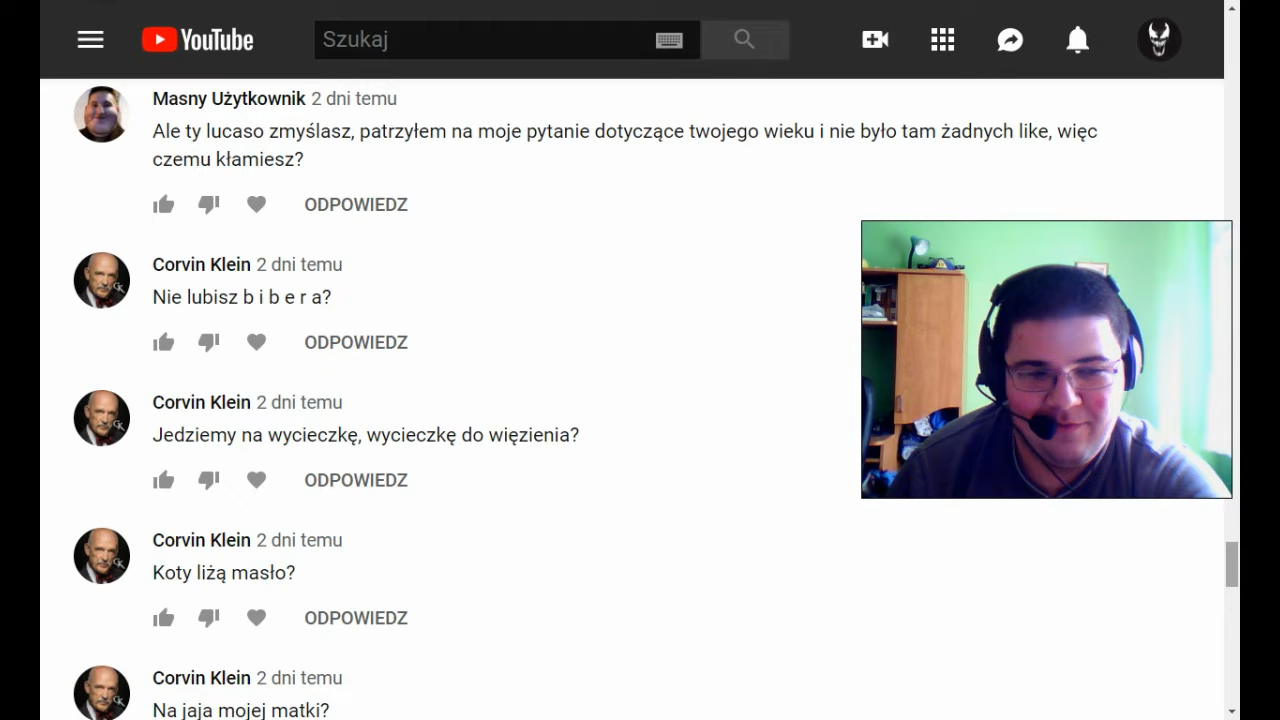 YouTube
Szukaj
Masny Użytkownik 2 dni temu
Ale ty lucaso zmyślasz, patrzyłem na moje pytanie dotyczące twojego wieku i nie było tam żadnych like, więc
czemu kłamiesz?
ODPOWIEDZ
Corvin Klein 2 dni temu
Nie lubisz b i b e r a?
ODPOWIEDZ
Corvin Klein 2 dni temu
Jedziemy na wycieczkę, wycieczkę do więzienia?
ODPOWIEDZ
Corvin Klein 2 dni temu
Koty liżą masło?
ODPOWIEDZ
Corvin Klein 2 dni temu
Na jaja mojej matki?